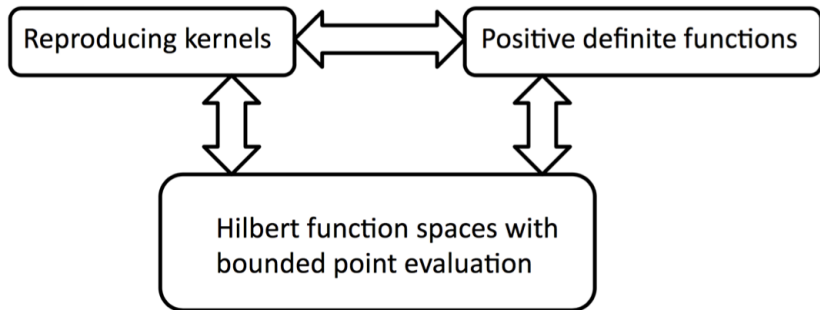 Reproducing kernels
Positive definite functions
Hilbert function spaces with
bounded point evaluation